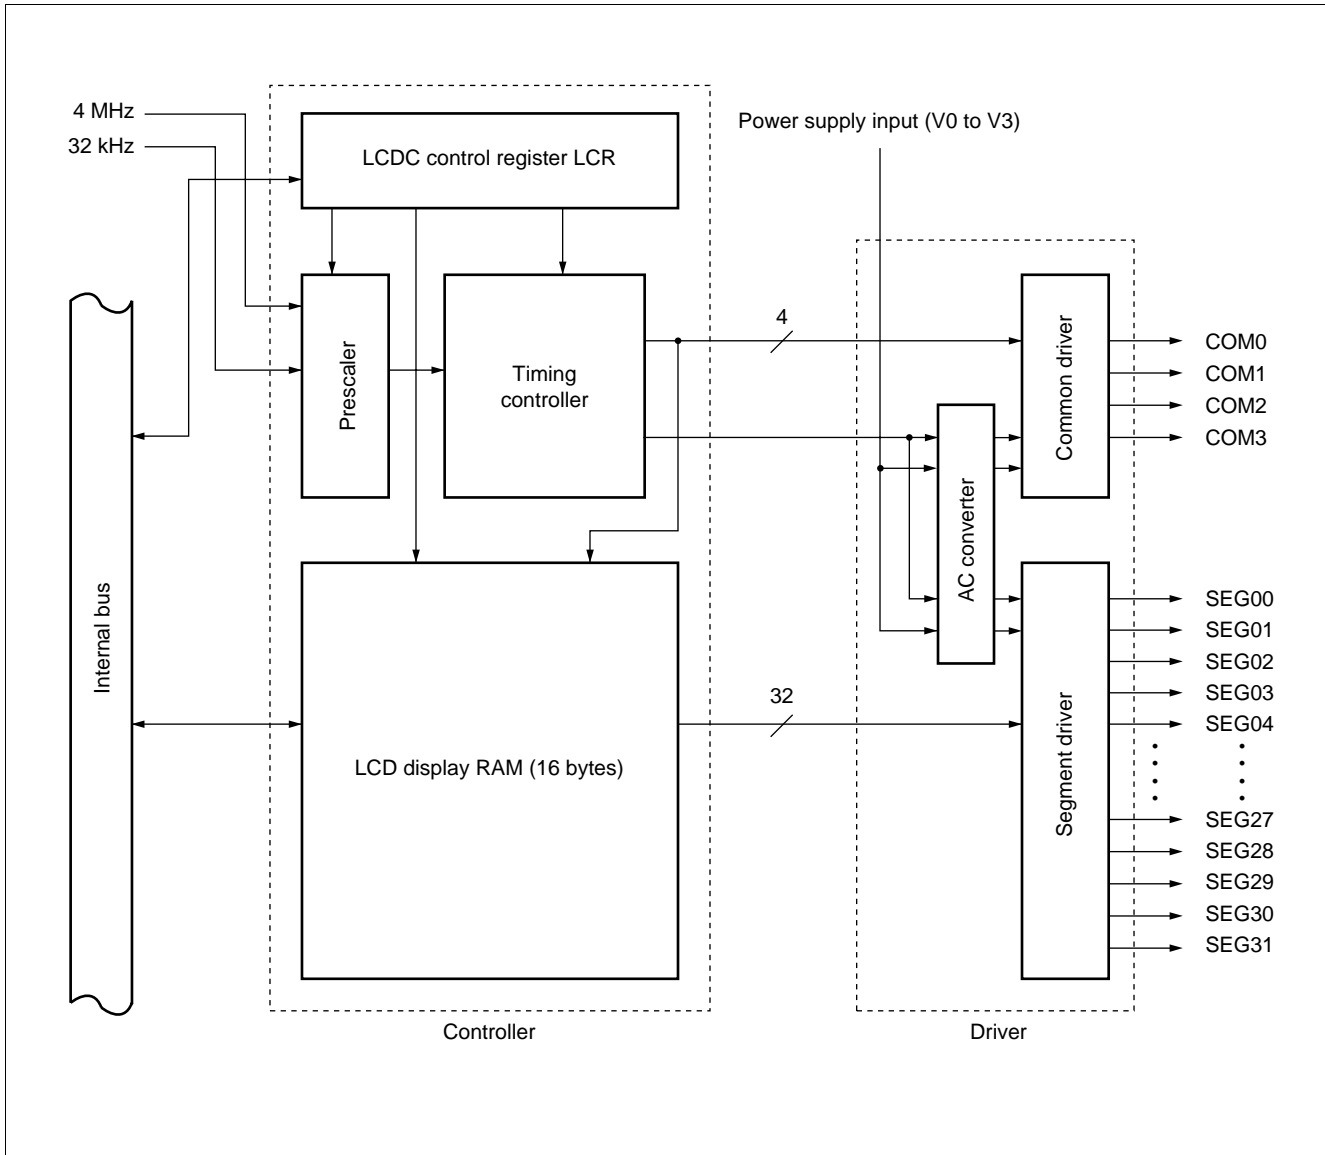 4 MHz
32 kHz
LCDC control register LCR
Power supply input (V0 to V3)
Prescaler
Timing
controller
4
Common driver
COM0
COM1
COM2
COM3
AC converter
Internal bus
LCD display RAM (16 bytes)
32
Segment driver
SEG00
SEG01
SEG02
SEG03
SEG04
SEG27
SEG28
SEG29
SEG30
SEG31
Controller
Driver